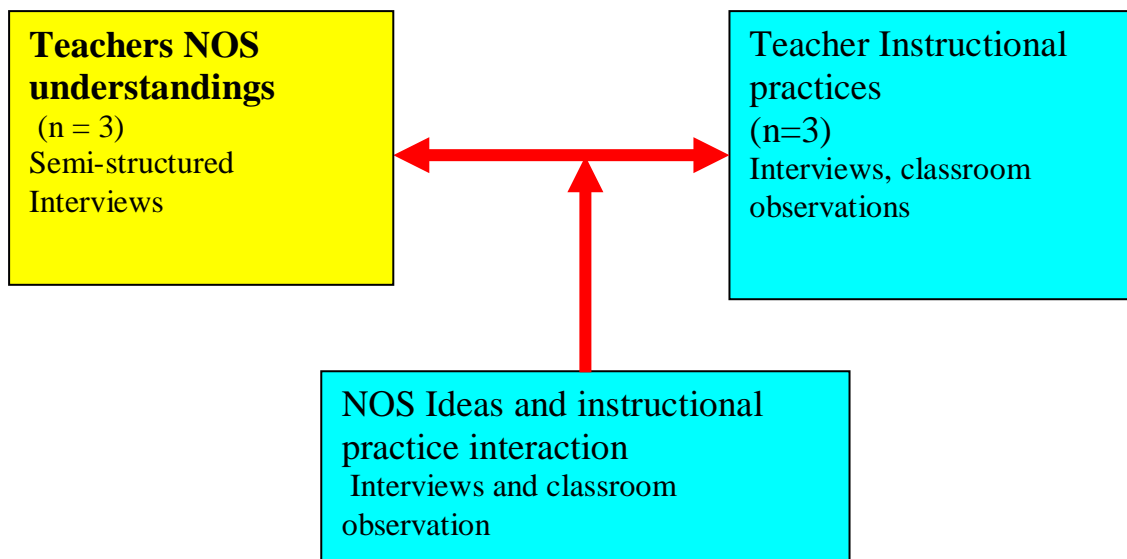 Teachers NOS
understandings
(n = 3)
Semi-structured
Interviews
Teacher Instructional
practices
(n=3)
Interviews, classroom
observations
NOS Ideas and instructional
practice interaction
Interviews and classroom
observation